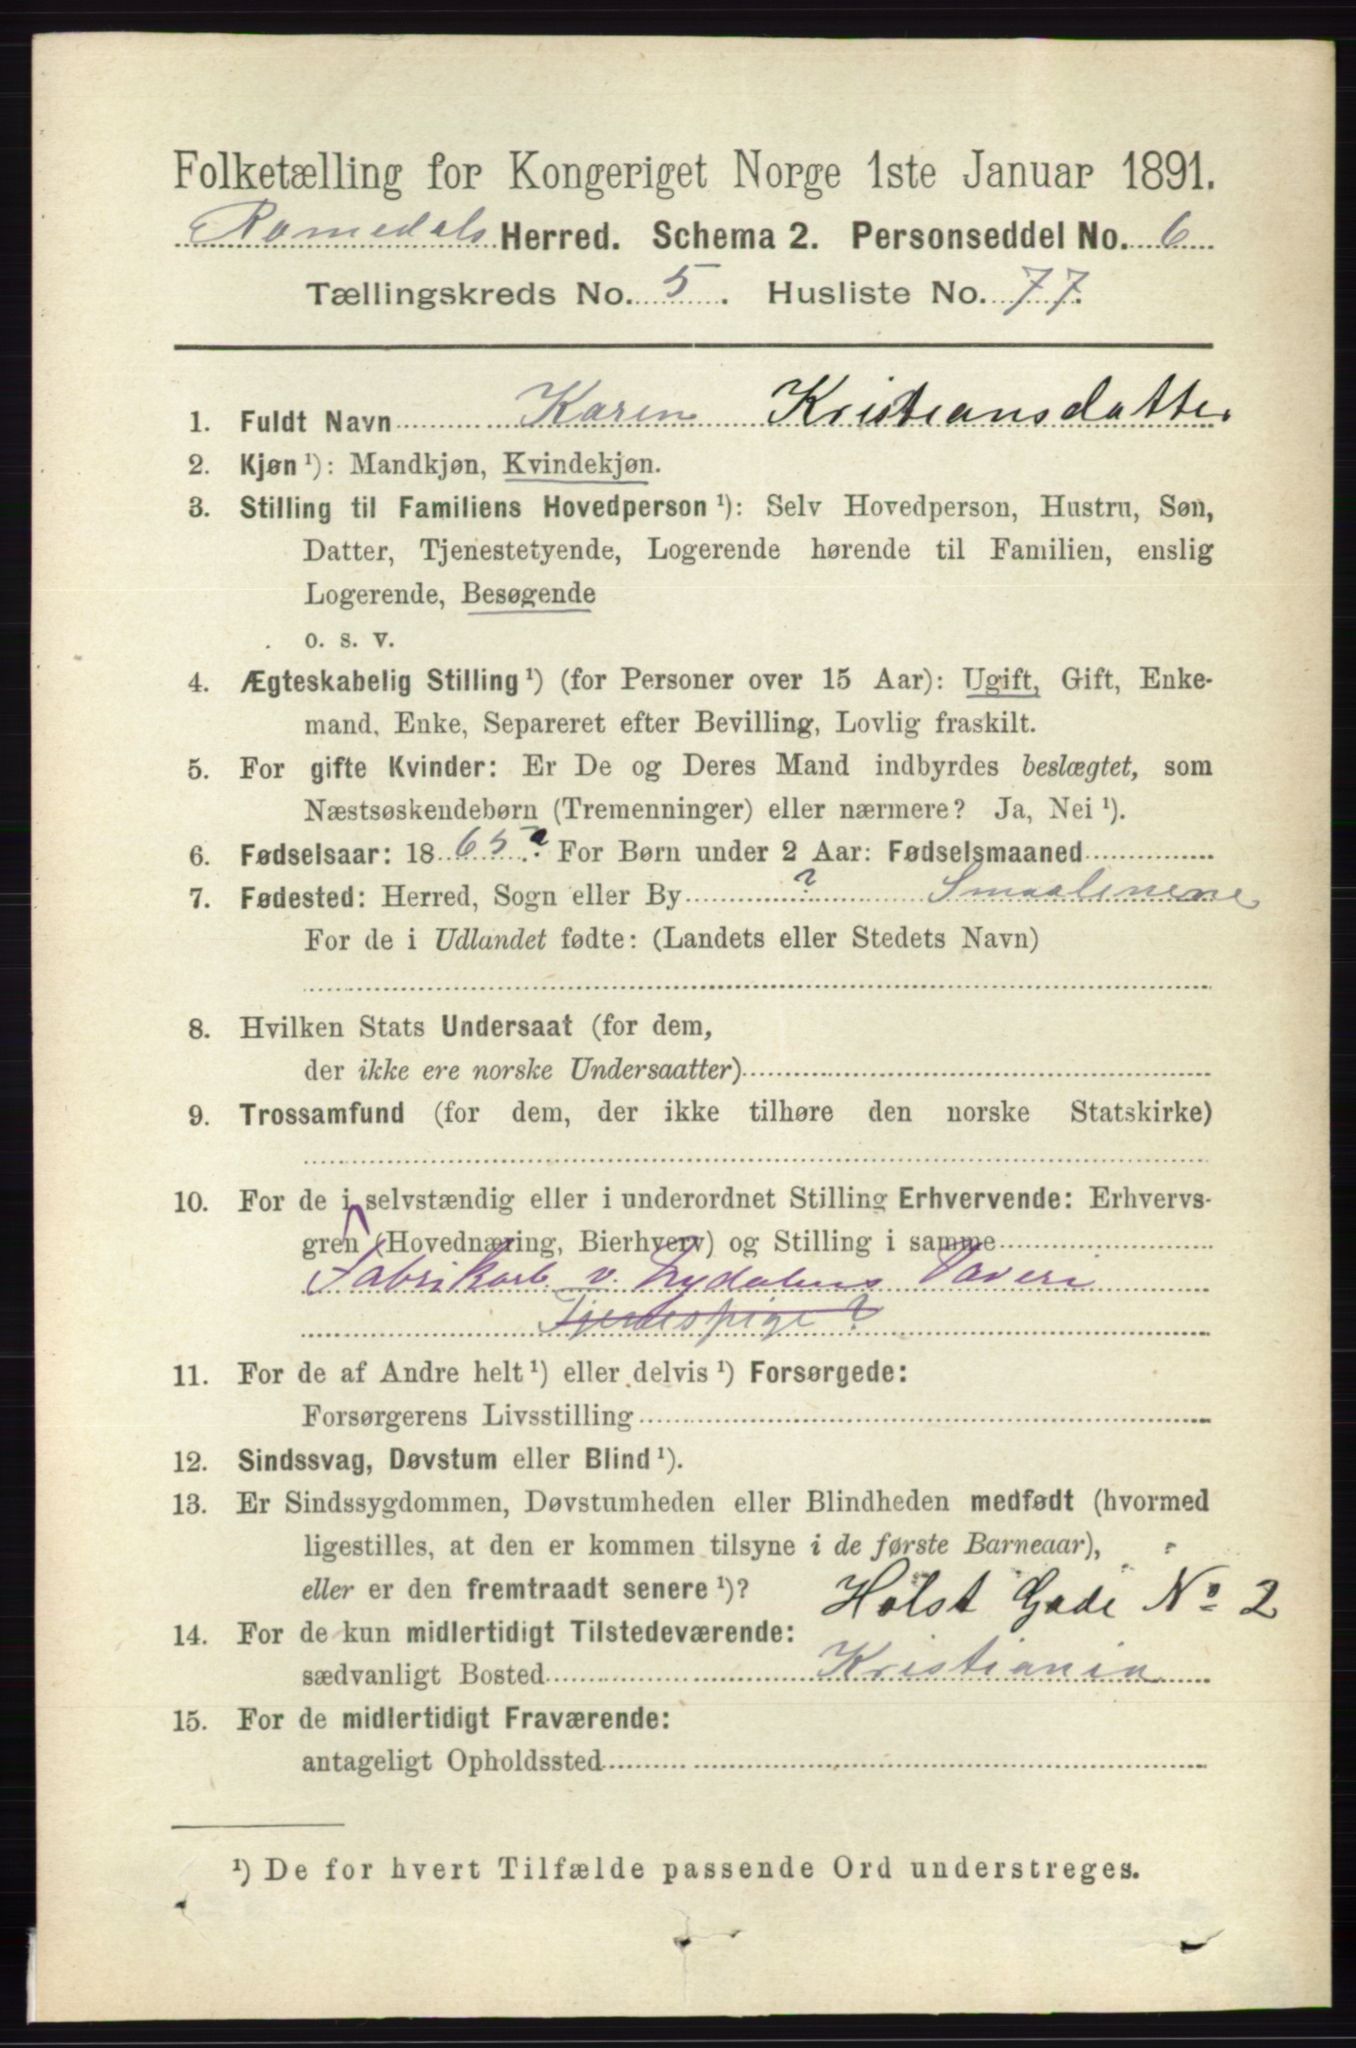 Folketælling for Kongeriget Norge 1ste Januar 1891.
Romedals Herred. Schema 2. Personseddel No. 6
Tællingskreds No. 5. Husliste No. 77.
1. Fuldt Navn Karen Kristiansdatter
2. Kjøn ¹): Mandkjøn, Kvindekjøn.
3. Stilling til Familiens Hovedperson ¹): Selv Hovedperson, Hustru, Søn,
Datter, Tjenestetyende, Logerende hørende til Familien, enslig
Logerende, Besøgende
o. s. v.
4. Ægteskabelig Stilling ¹) (for Personer over 15 Aar): Ugift, Gift, Enke-
mand, Enke, Separeret efter Bevilling, Lovlig fraskilt.
5. For gifte Kvinder: Er De og Deres Mand indbyrdes beslægtet, som
Næstsøskendebørn (Tremenninger) eller nærmere? Ja, Nei ¹).
6. Fødselsaar: 1865? For Børn under 2 Aar: Fødselsmaaned
7. Fødested: Herred, Sogn eller By ? Smaalenene
For de i Udlandet fødte: (Landets eller Stedets Navn)
8. Hvilken Stats Undersaat (for dem,
der ikke ere norske Undersaatter)
9. Trossamfund (for dem, der ikke tilhøre den norske Statskirke)
10. For de i selvstændig eller i underordnet Stilling Erhvervende: Erhvervs-
gren (Hovednæring, Bierhverv) og Stilling i samme
Fabrikarb. v. Nydalens Væveri
Tjenestepige?
11. For de af Andre helt ¹) eller delvis ¹) Forsørgede:
Forsørgerens Livsstilling
12. Sindssvag, Døvstum eller Blind ¹).
13. Er Sindssygdommen, Døvstumheden eller Blindheden medfødt (hvormed
ligestilles, at den er kommen tilsyne i de første Barneaar),
eller er den fremtraadt senere ¹)?
Holst Gade No 2
14. For de kun midlertidigt Tilstedeværende:
sædvanligt Bosted Kristiania
15. For de midlertidigt Fraværende:
antageligt Opholdssted
¹) De for hvert Tilfælde passende Ord understreges.